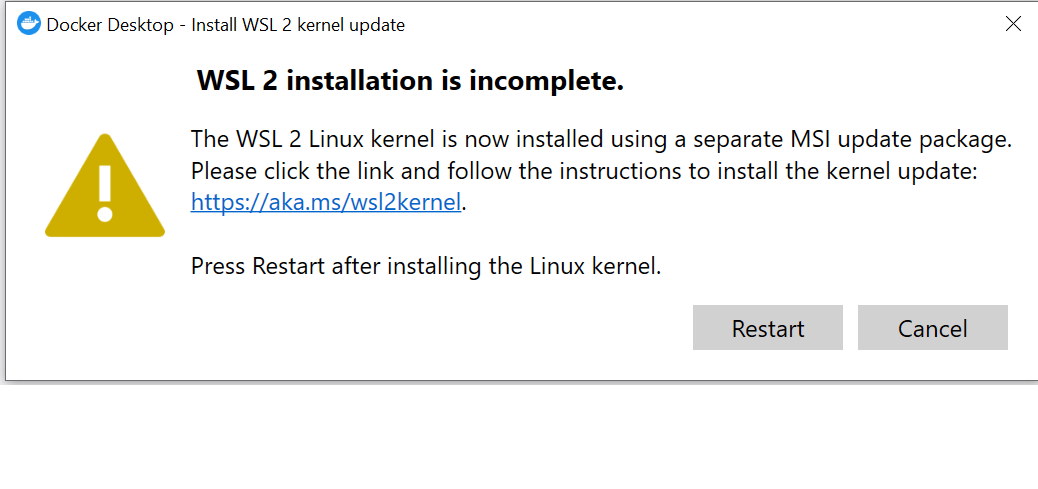 Docker Desktop - Install WSL 2 kernel update
WSL 2 installation is incomplete.
The WSL 2 Linux kernel is now installed using a separate MSI update package.
Please click the link and follow the instructions to install the kernel update:
https://aka.ms/wsl2kernel.
Press Restart after installing the Linux kernel.
Restart Cancel